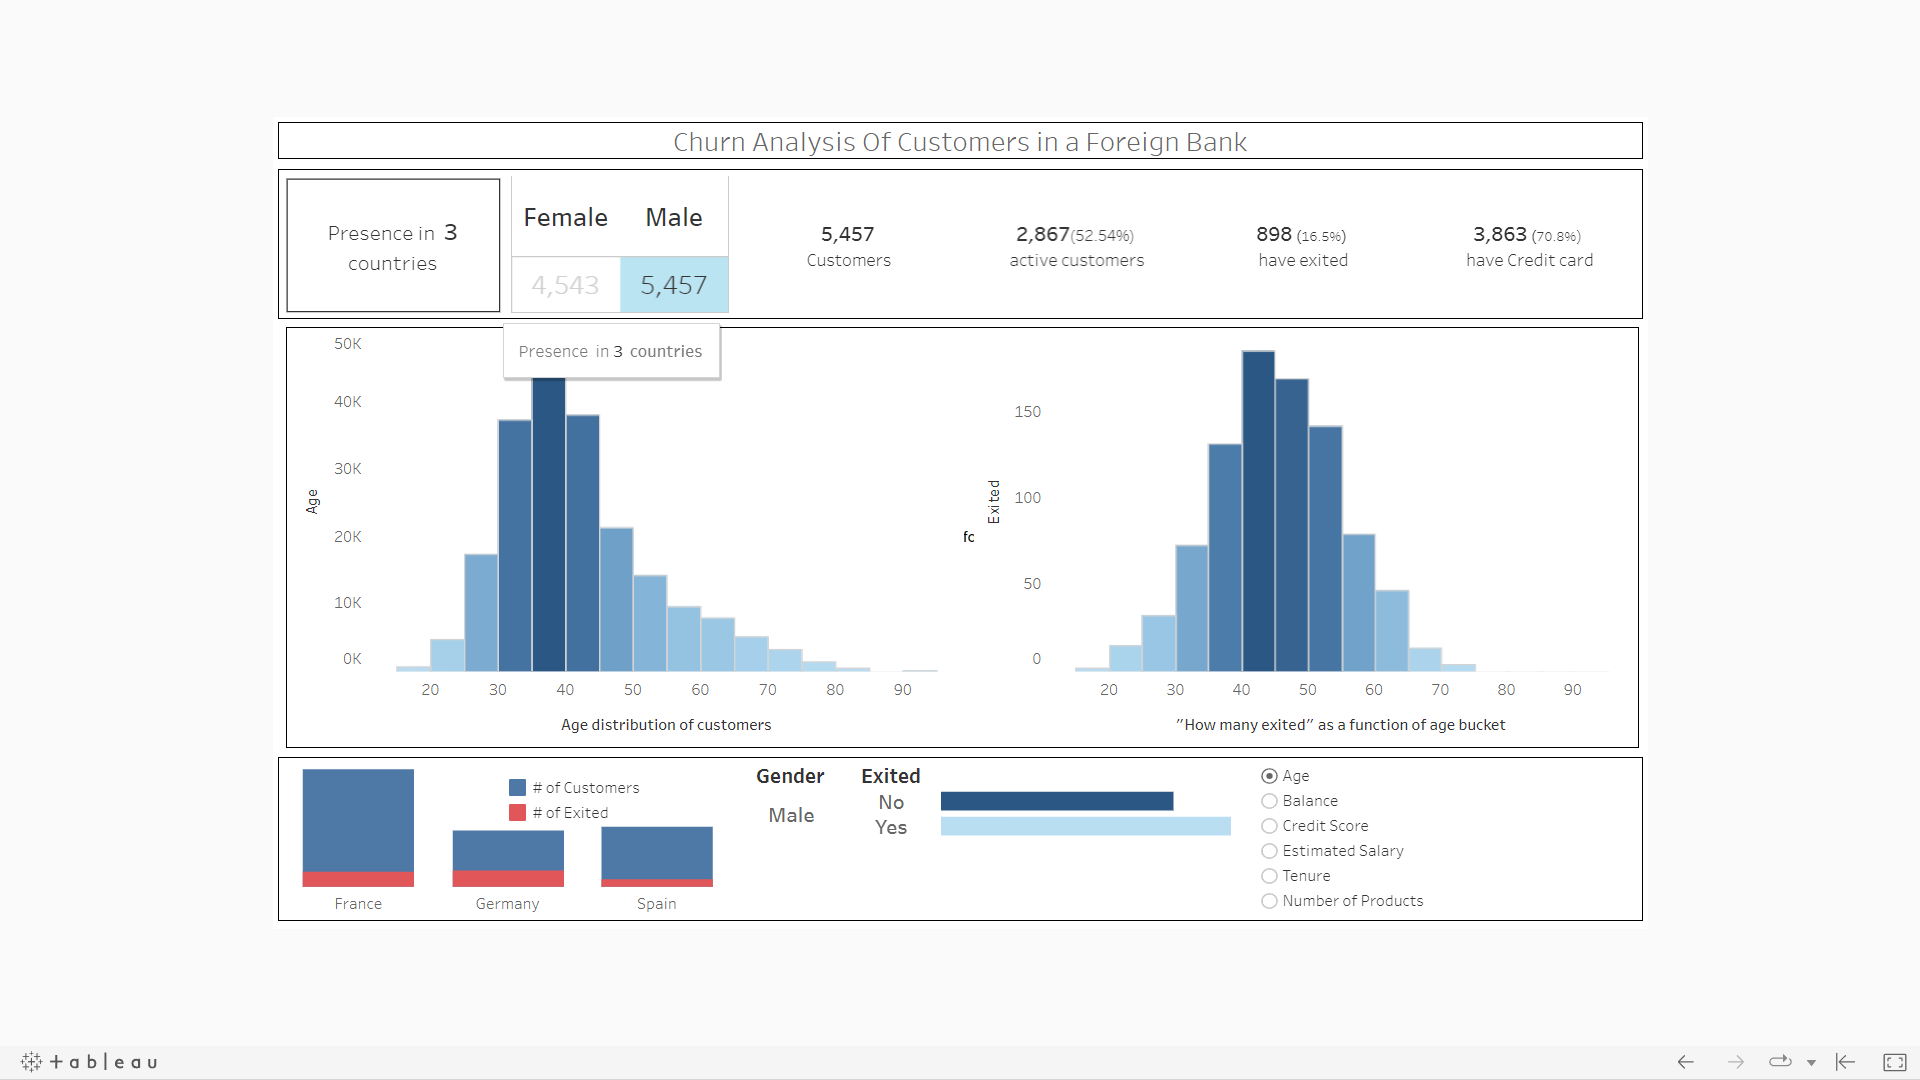 Churn Analysis Of Customers in a Foreign Bank
Presence in 3
countries
Female Male
4,543 5,457
5,457
Customers
2,867(52.54%)
active customers
898 (16.5%)
have exited
3,863 (70.8%)
have Credit card
Presence in 3 countries
50K
40K
30K
20K
10K
0K
Age
20 30 40 50 60 70 80 90
Age distribution of customers
fc
Exited
150
100
50
0
20 30 40 50 60 70 80 90
"How many exited" as a function of age bucket
# of Customers
# of Exited
France Germany Spain
Gender Exited
Male
No
Yes
Age
Balance
Credit Score
Estimated Salary
Tenure
Number of Products
+ableau